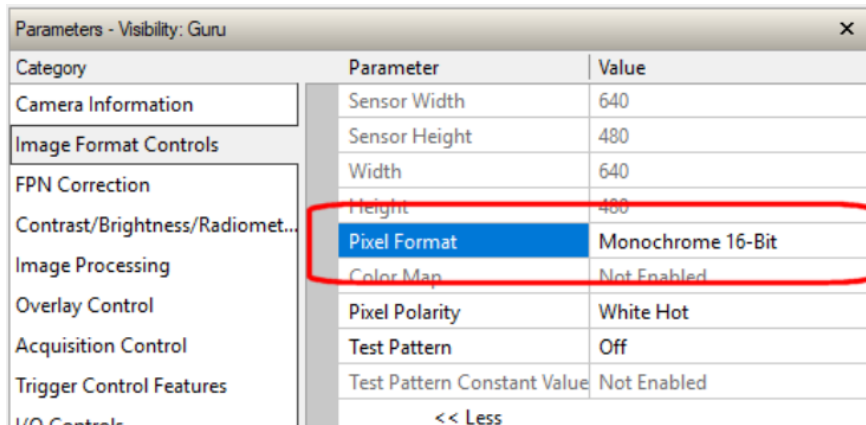 Parameters - Visibility: Guru
Category
Camera Information
Image Format Controls
FPN Correction
Contrast/Brightness/Radiomet...
Image Processing
Overlay Control
Acquisition Control
Trigger Control Features
I/O Controls
Parameter Value
Sensor Width 640
Sensor Height 480
Width 640
Height 480
Pixel Format Monochrome 16-Bit
Color Map Not Enabled
Pixel Polarity White Hot
Test Pattern Off
Test Pattern Constant Value Not Enabled
<< Less